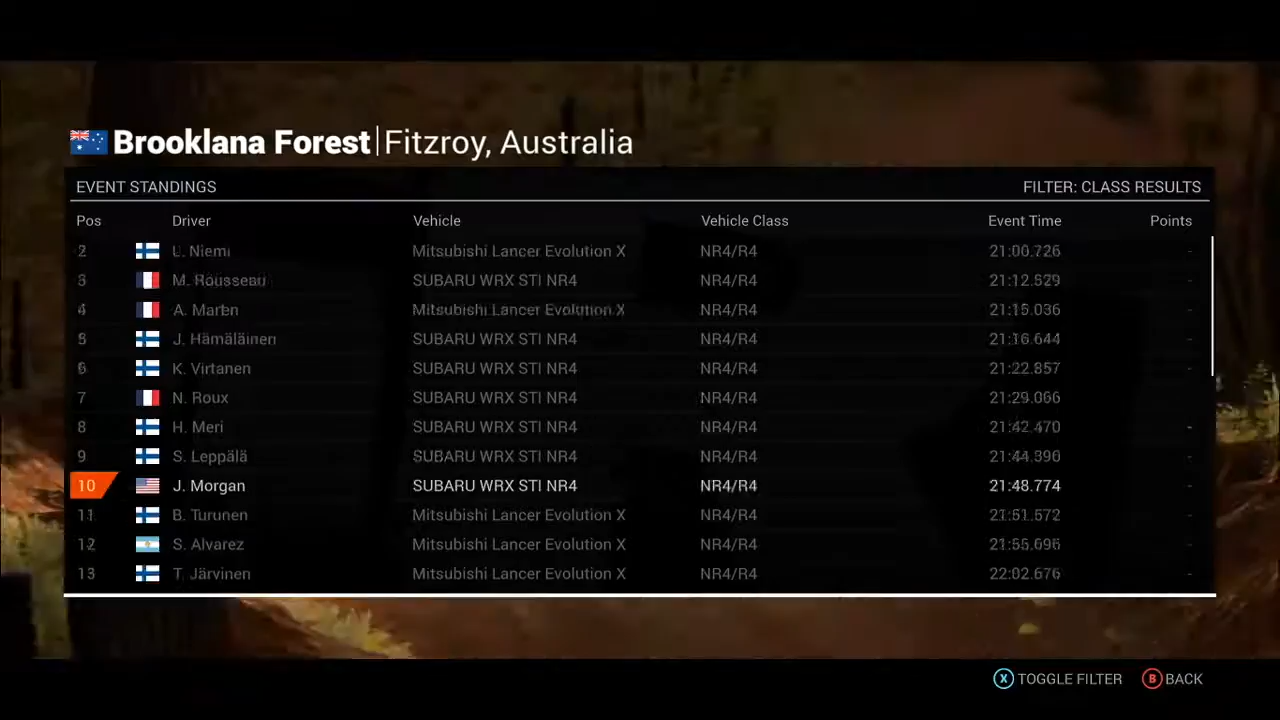 Brooklana Forest | Fitzroy, Australia
EVENT STANDINGS FILTER: CLASS RESULTS
Pos Driver Vehicle Vehicle Class Event Time Points
2 L. Niemi Mitsubishi Lancer Evolution X NR4/R4 21:00.726 -
3 M. Rousseau SUBARU WRX STI NR4 NR4/R4 21:12.529 -
4 A. Marten Mitsubishi Lancer Evolution X NR4/R4 21:15.036 -
5 J. Hämäläinen SUBARU WRX STI NR4 NR4/R4 21:16.644 -
6 K. Virtanen SUBARU WRX STI NR4 NR4/R4 21:22.857 -
7 N. Roux SUBARU WRX STI NR4 NR4/R4 21:29.066 -
8 H. Meri SUBARU WRX STI NR4 NR4/R4 21:42.470 -
9 S. Leppälä SUBARU WRX STI NR4 NR4/R4 21:44.390 -
10 J. Morgan SUBARU WRX STI NR4 NR4/R4 21:48.774 -
11 B. Turunen Mitsubishi Lancer Evolution X NR4/R4 21:51.572 -
12 S. Alvarez Mitsubishi Lancer Evolution X NR4/R4 21:55.696 -
13 T. Järvinen Mitsubishi Lancer Evolution X NR4/R4 22:02.676 -
X TOGGLE FILTER B BACK